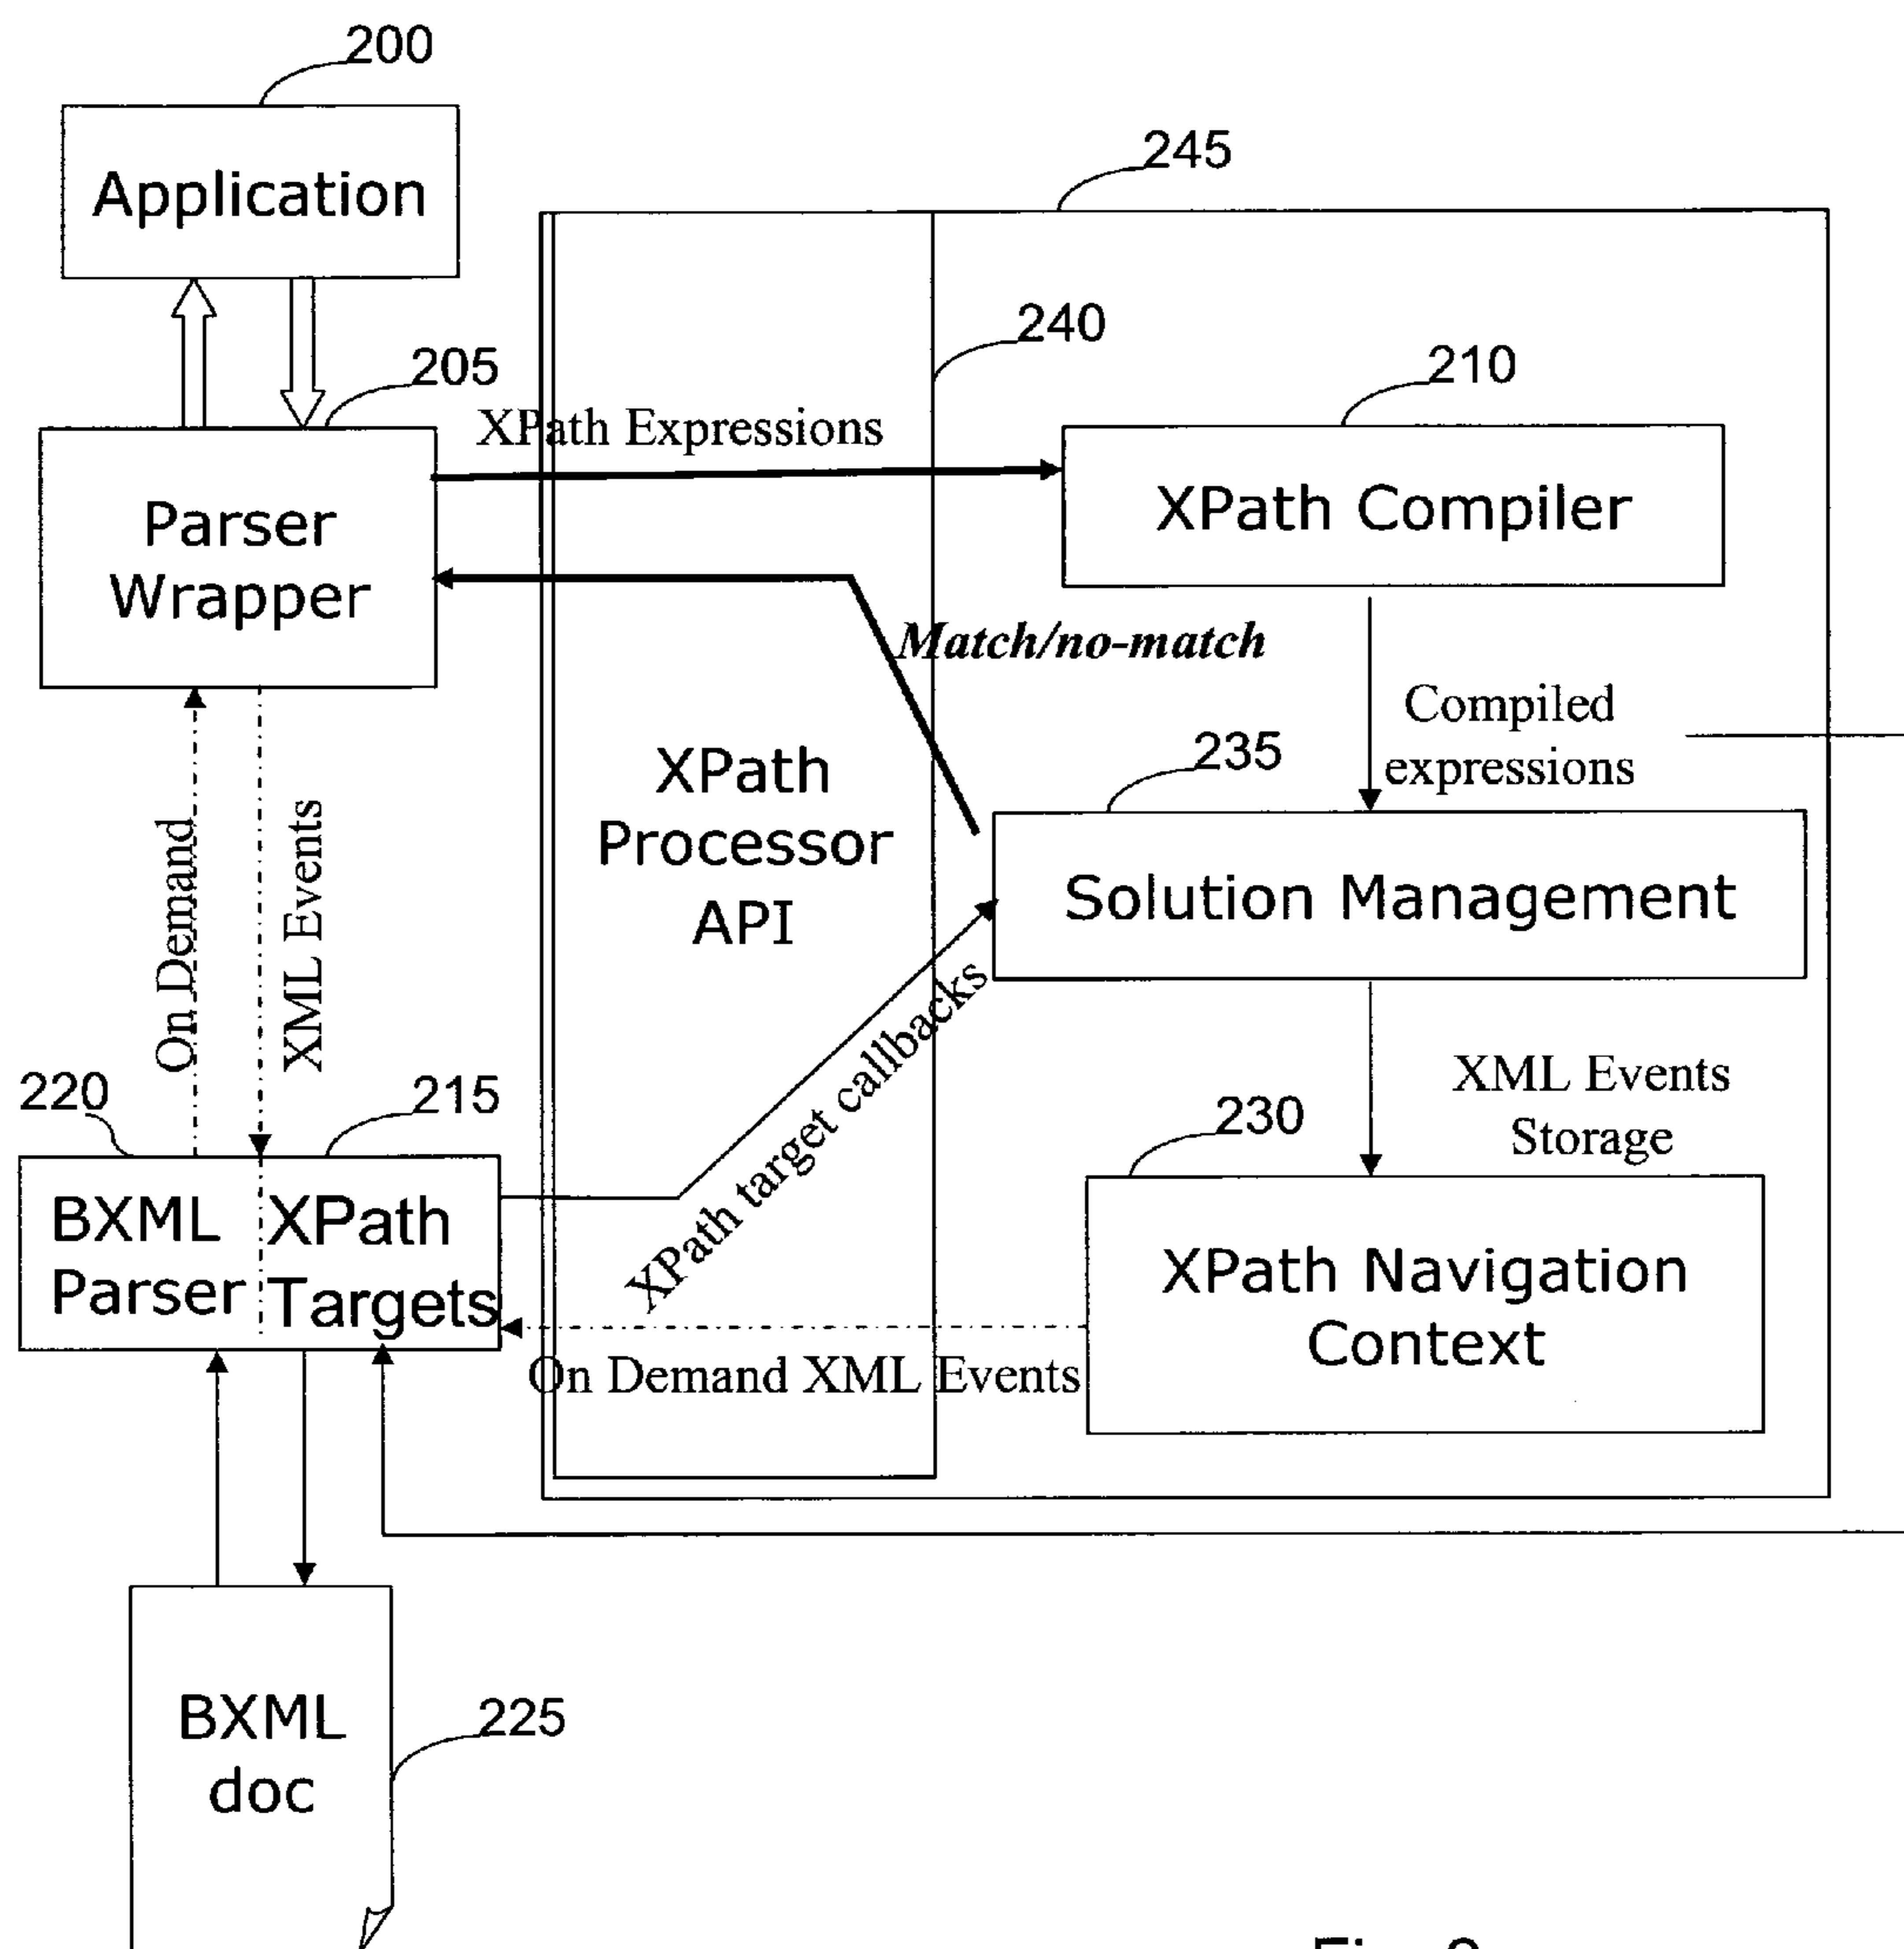 200
Application
245
240
205
210
XPath Expressions
XPath Compiler
Parser
Wrapper
Match/no-match
Compiled
expressions
235
XPath
Processor
API
Solution Management
On Demand
XML Events
XPath target callbacks
XML Events
Storage
220
215
230
BXML
Parser
XPath
Targets
XPath Navigation
Context
On Demand XML Events
BXML
doc
225